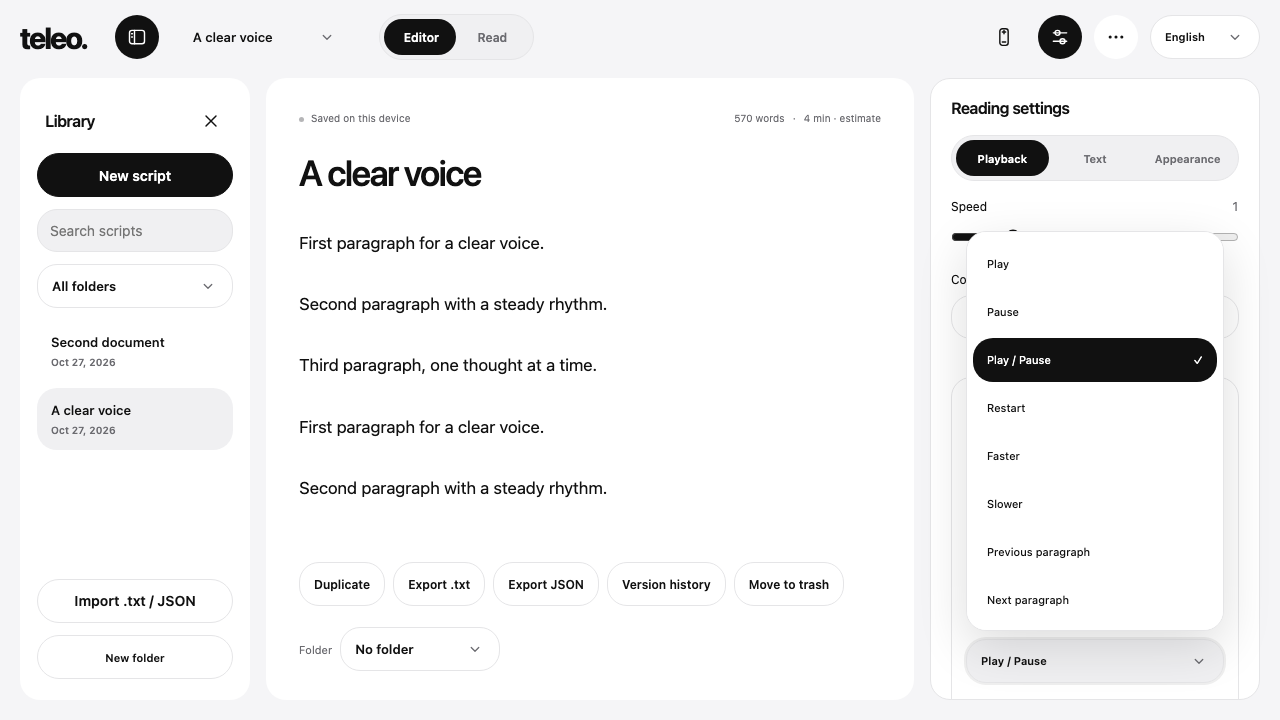 teleo.
A clear voice
Editor
Read
English
Library
New script
Search scripts
All folders
Second document
Oct 27, 2026
A clear voice
Oct 27, 2026
Import .txt / JSON
New folder
Saved on this device
570 words · 4 min · estimate
A clear voice
First paragraph for a clear voice.
Second paragraph with a steady rhythm.
Third paragraph, one thought at a time.
First paragraph for a clear voice.
Second paragraph with a steady rhythm.
Duplicate
Export .txt
Export JSON
Version history
Move to trash
Folder
No folder
Reading settings
Playback
Text
Appearance
Speed
1
Play
Pause
Play / Pause
Restart
Faster
Slower
Previous paragraph
Next paragraph
Play / Pause